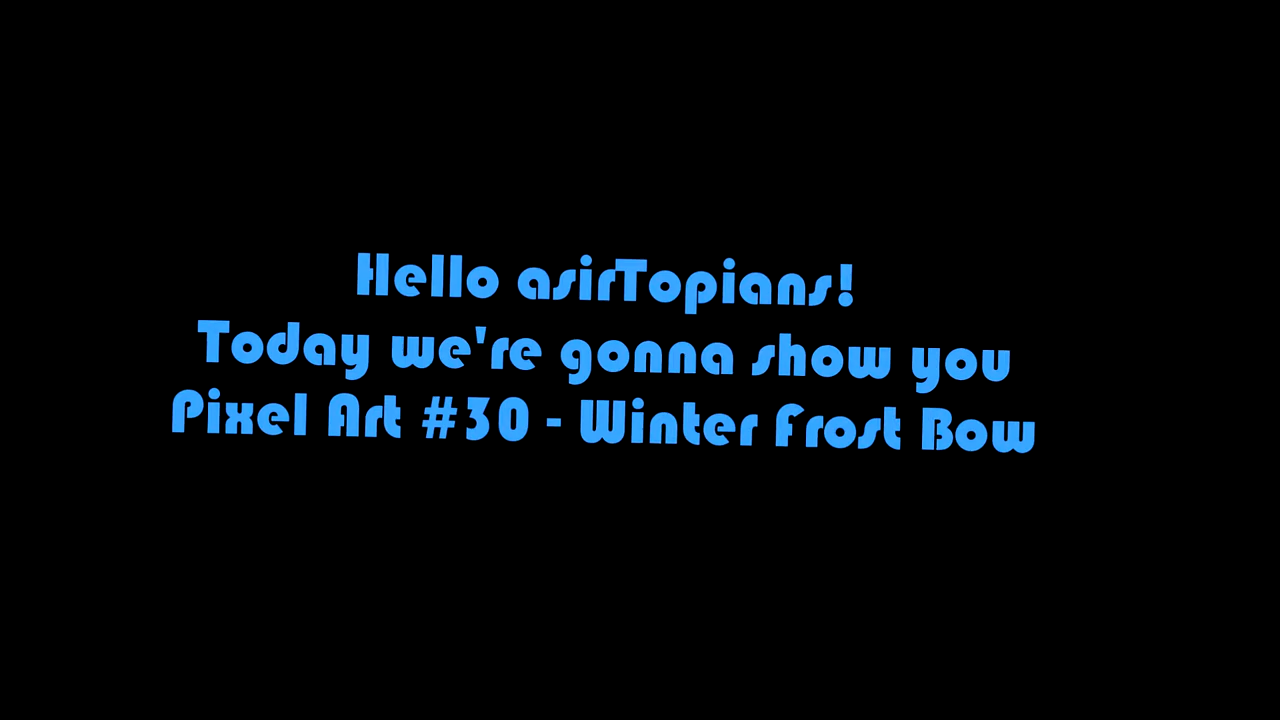 Hello asirTopians!
Today we're gonna show you
Pixel Art #30 - Winter Frost Bow